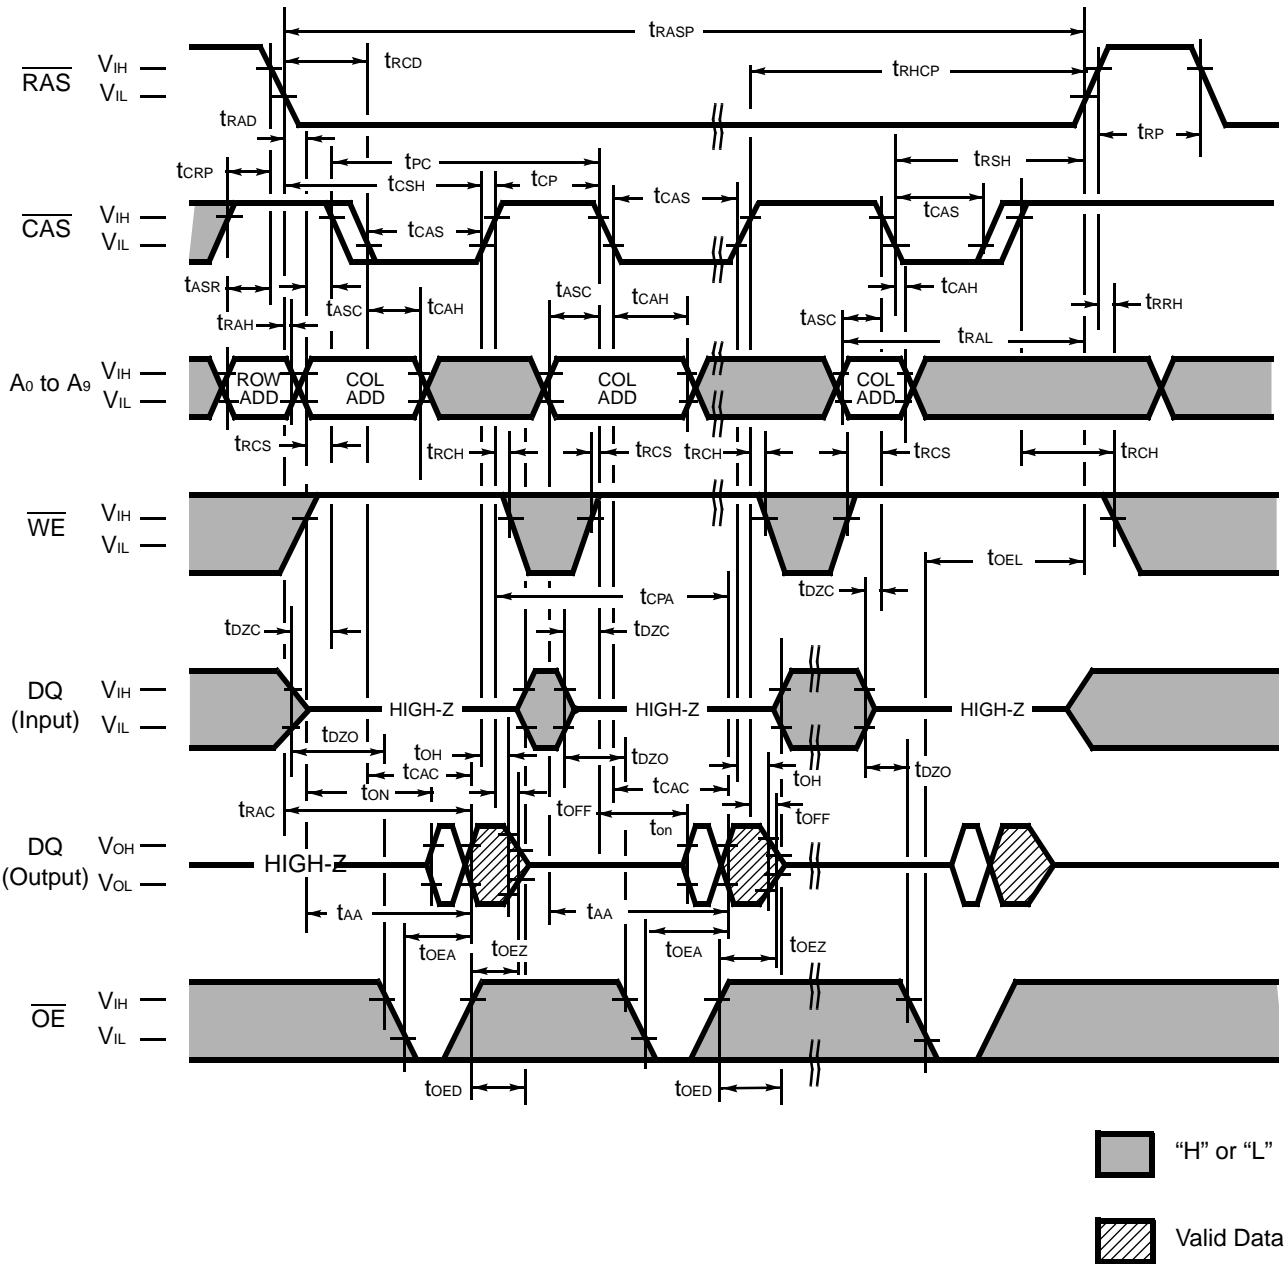 tRASP
RAS VIH tRCD tRHCP
VIL
tRAD tRP
tCRP tPC tRSH
tCSH tCP tCAS
CAS VIH tCAS tCAS
VIL
tASR tASC tCAH tASC tCAH tCAH tRRH
tRAH tASC tRAL
A0 to A9 VIH ROW ADD COL ADD COL ADD COL ADD
VIL
tRCS tRCH tRCS tRCH tRCS tRCH
WE VIH
VIL
tOEL
tCPA tDZC
tDZC tDZC
DQ (Input) VIH HIGH-Z HIGH-Z HIGH-Z
VIL
tDZO tOH tDZO tOH tDZO
tCAC tCAC
tON
tRAC tOFF tOFF
ton
DQ (Output) VOH HIGH-Z
VOL
tAA tAA
tOEA tOEZ tOEA tOEZ
OE VIH
VIL
tOED tOED
“H” or “L”
Valid Data